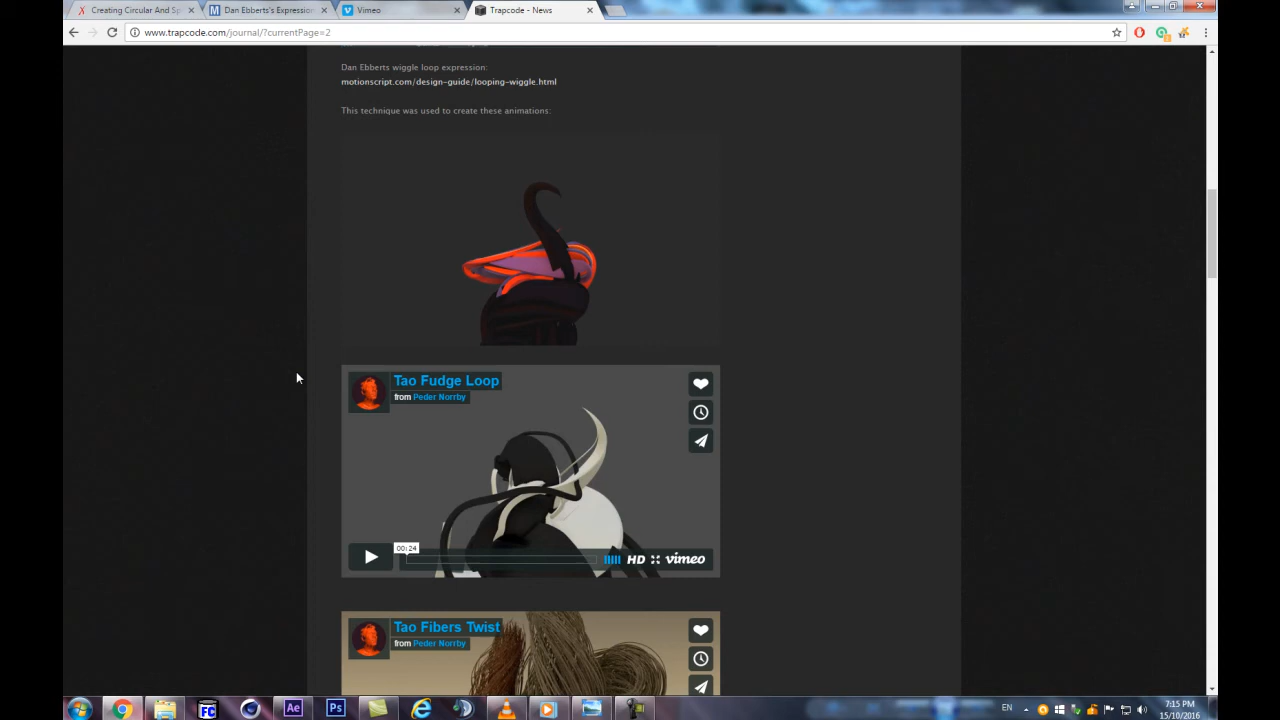 Creating Circular And Sp
Dan Ebberts's Expression
Vimeo
Trapcode - News
www.trapcode.com/journal/?currentPage=2
Dan Ebberts wiggle loop expression:
motionscript.com/design-guide/looping-wiggle.html
This technique was used to create these animations:
Tao Fudge Loop
from Peder Norrby
00:24
HD vimeo
Tao Fibers Twist
from Peder Norrby
FC
Ae
Ps
EN
7:15 PM
15/10/2016